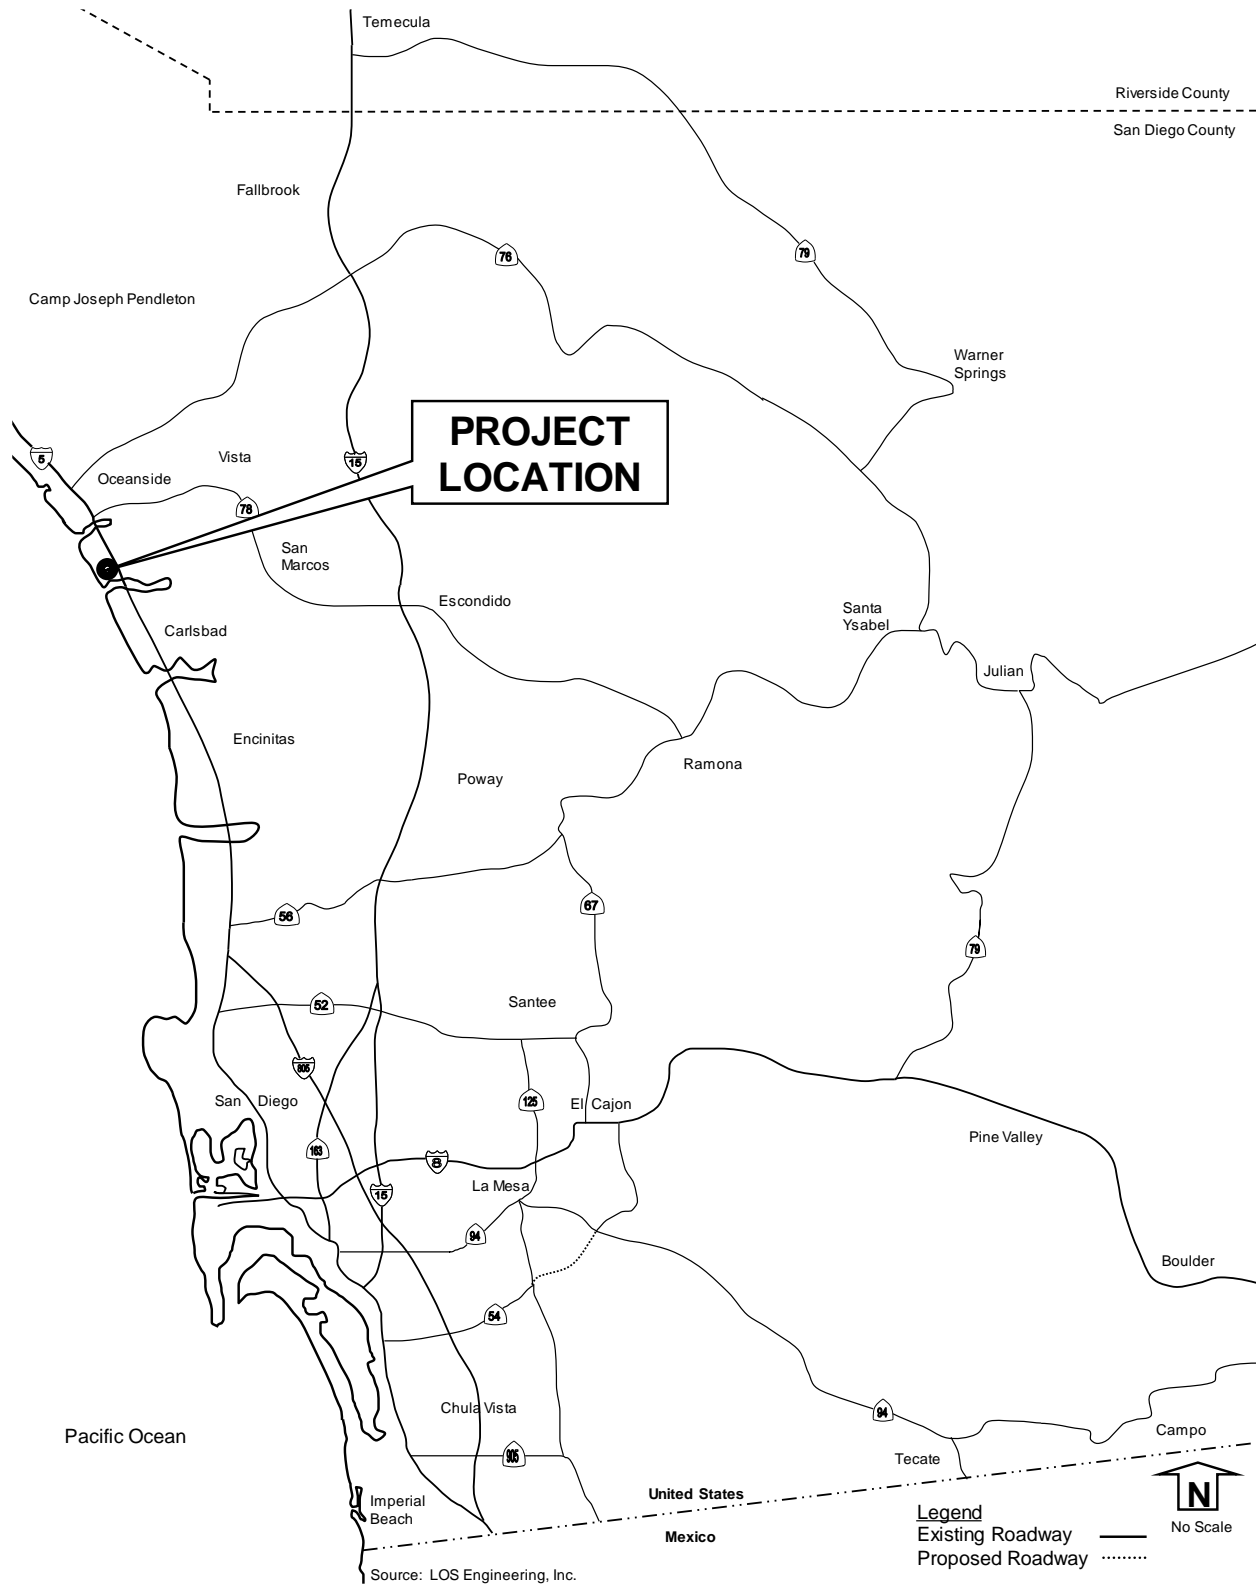 Temecula
Riverside County
San Diego County
Fallbrook
76
79
Camp Joseph Pendleton
Warner
Springs
PROJECT
LOCATION
5
Vista
15
Oceanside
78
San
Marcos
Escondido
Santa
Ysabel
Carlsbad
Julian
Encinitas
Ramona
Poway
67
56
79
Santee
52
805
San Diego
125
El Cajon
Pine Valley
163
8
La Mesa
15
94
Boulder
54
Chula Vista
94
Pacific Ocean
Campo
905
Tecate
United States
Mexico
Imperial
Beach
Legend
Existing Roadway
Proposed Roadway
N
No Scale
Source: LOS Engineering, Inc.